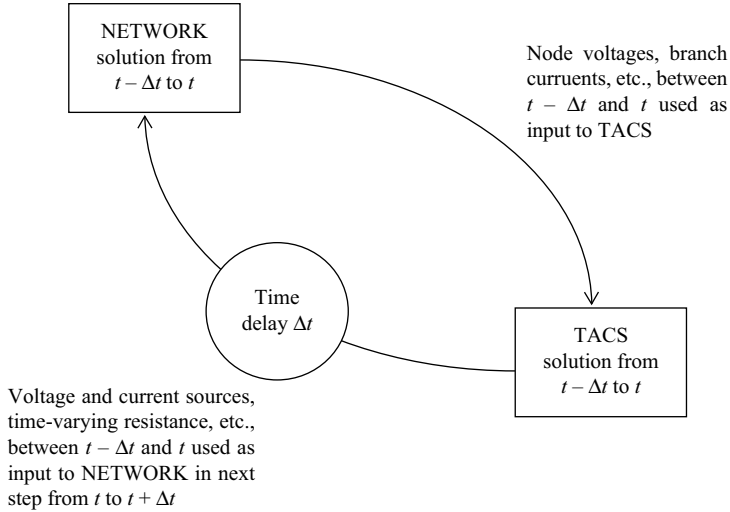 NETWORK
solution from
t – Δt to t
Node voltages, branch
curruents, etc., between
t – Δt and t used as
input to TACS
Time
delay Δt
TACS
solution from
t – Δt to t
Voltage and current sources,
time-varying resistance, etc.,
between t – Δt and t used as
input to NETWORK in next
step from t to t + Δt